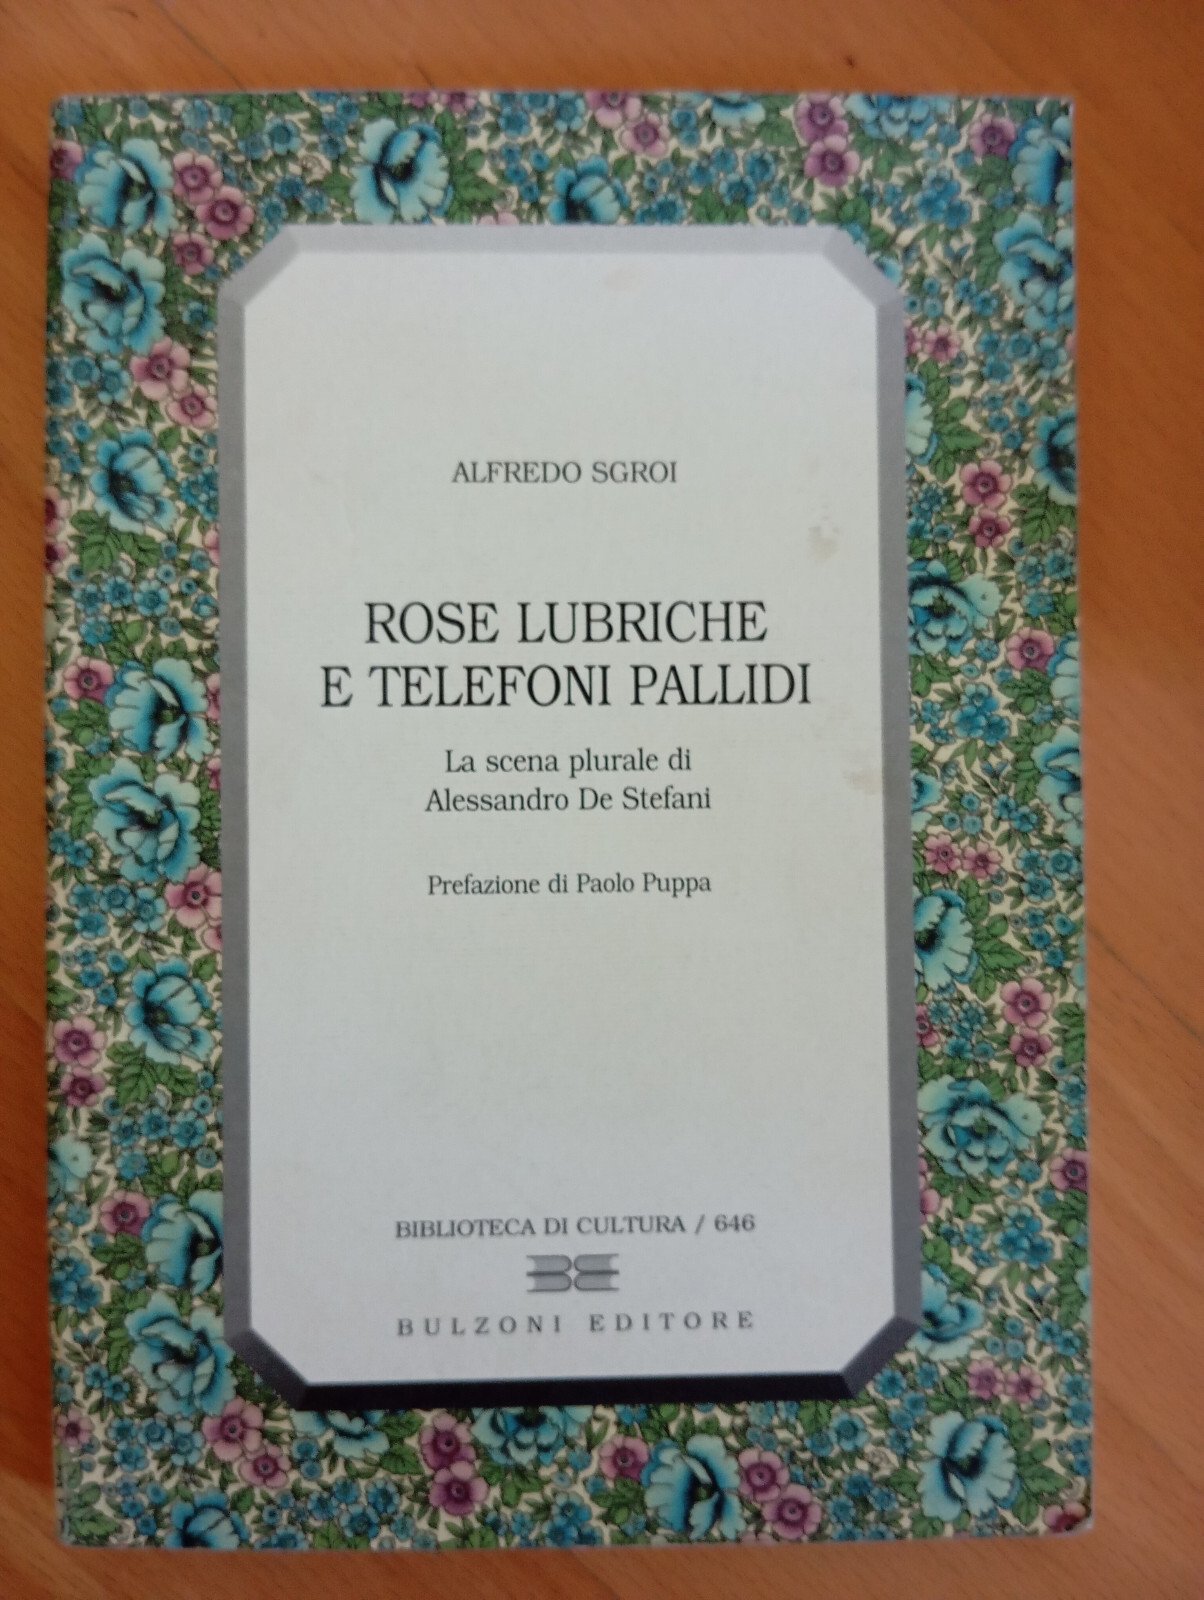 ALFREDO SGROI
ROSE LUBRICHE
E TELEFONI PALLIDI
La scena plurale di
Alessandro De Stefani
Prefazione di Paolo Puppa
BIBLIOTECA DI CULTURA / 646
BULZONI EDITORE